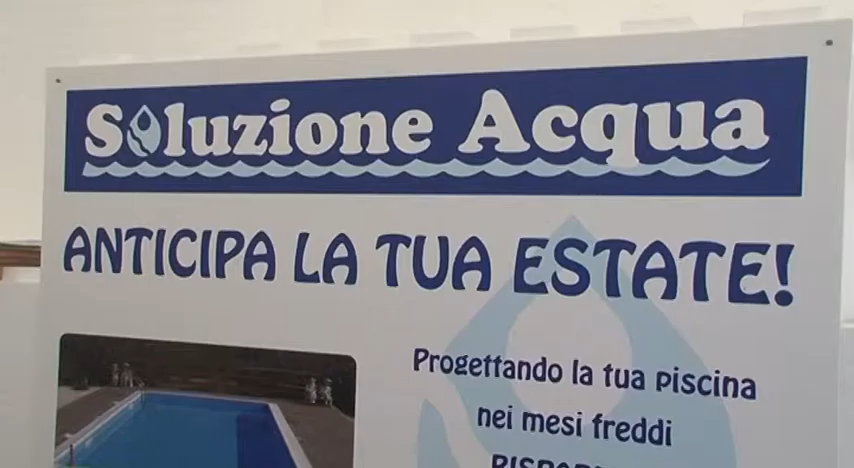 Soluzione Acqua
ANTICIPA LA TUA ESTATE!
Progettando la tua piscina
nei mesi freddi